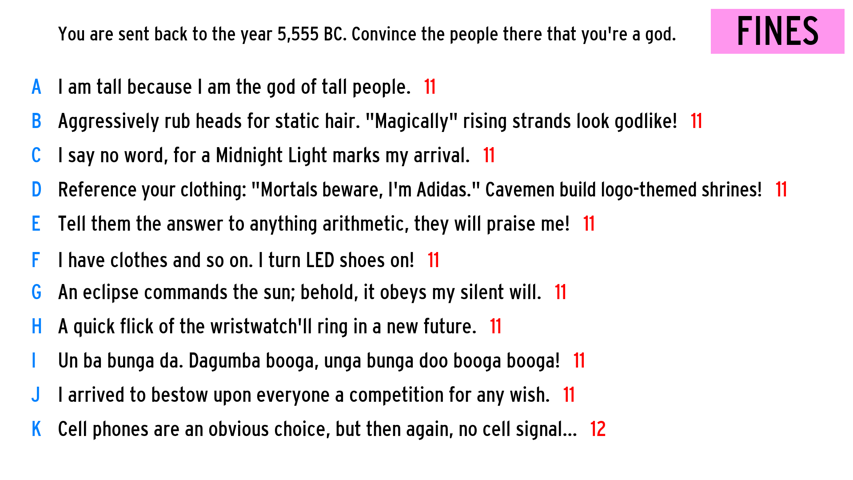 You are sent back to the year 5,555 BC. Convince the people there that you're a god.
FINES
A I am tall because I am the god of tall people. 11
B Aggressively rub heads for static hair. "Magically" rising strands look godlike! 11
C I say no word, for a Midnight Light marks my arrival. 11
D Reference your clothing: "Mortals beware, I'm Adidas." Cavemen build logo-themed shrines! 11
E Tell them the answer to anything arithmetic, they will praise me! 11
F I have clothes and so on. I turn LED shoes on! 11
G An eclipse commands the sun; behold, it obeys my silent will. 11
H A quick flick of the wristwatch'll ring in a new future. 11
I Un ba bunga da. Dagumba booga, unga bunga doo booga booga! 11
J I arrived to bestow upon everyone a competition for any wish. 11
K Cell phones are an obvious choice, but then again, no cell signal... 12